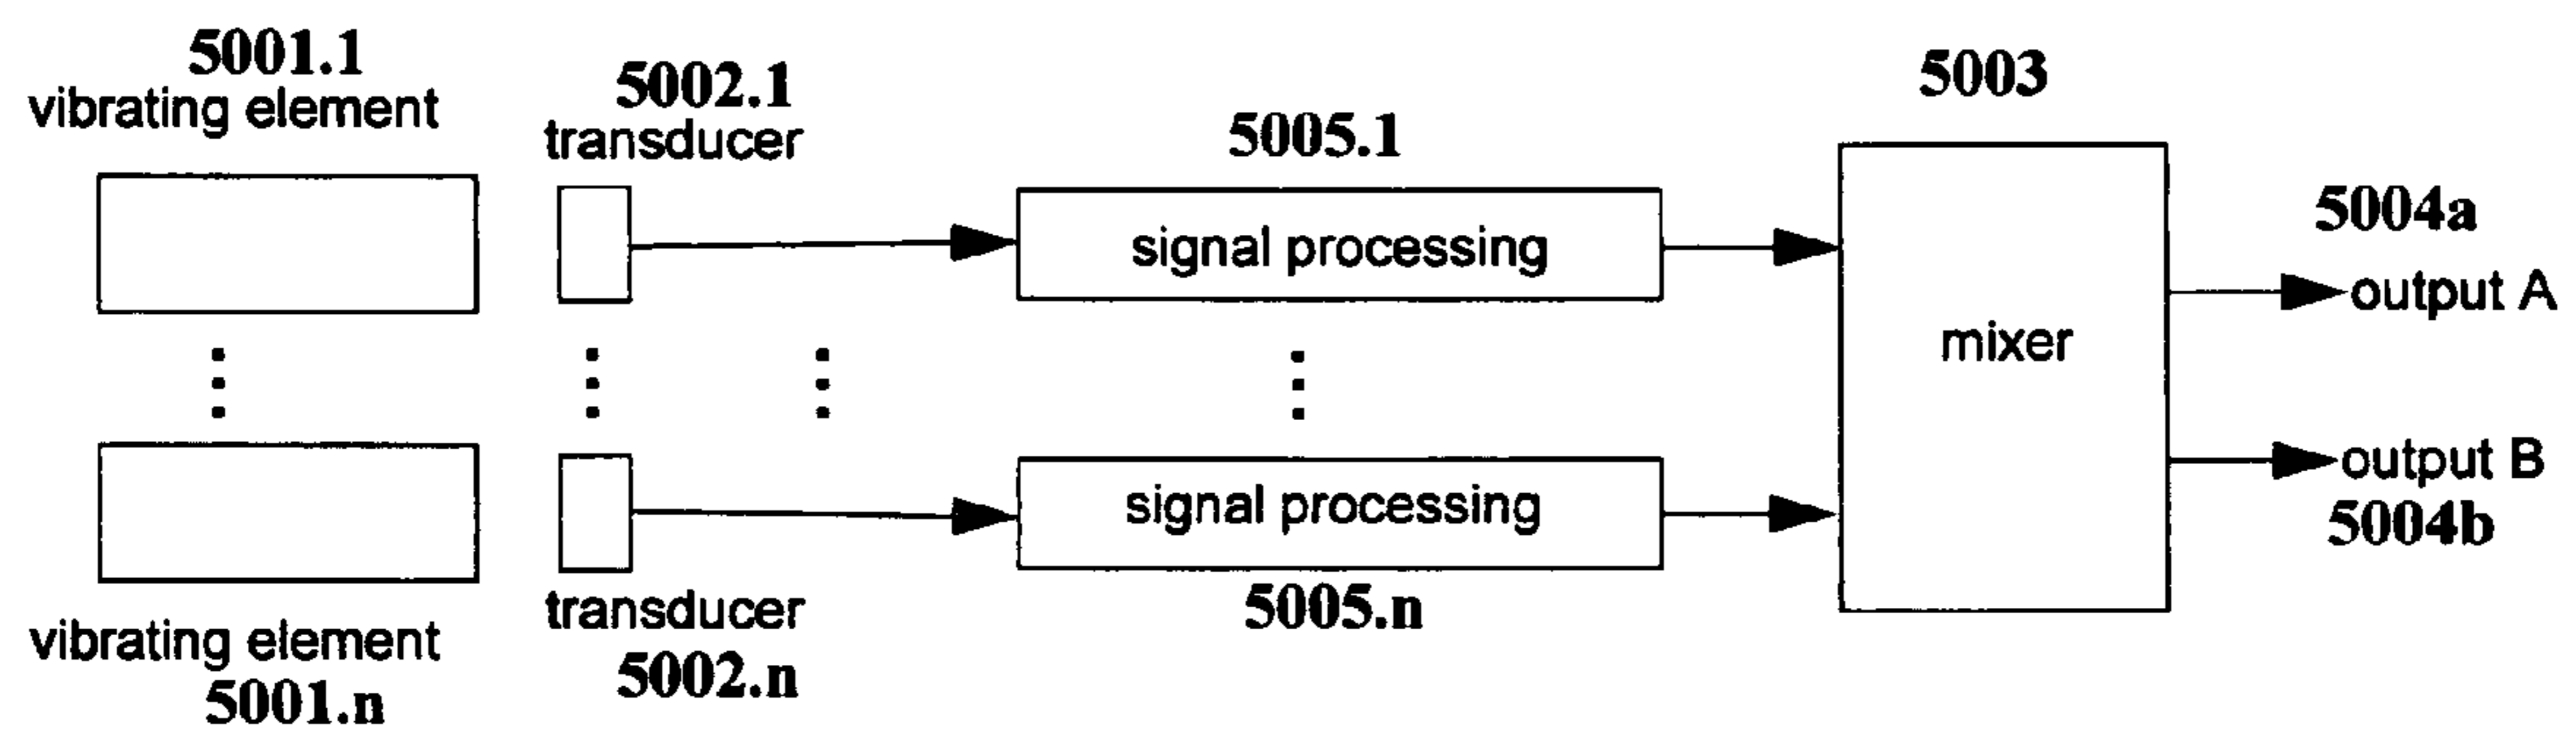 5001.1
vibrating element
5002.1
transducer
5005.1
signal processing
5003
mixer
5004a
output A
output B
5004b
signal processing
5005.n
transducer
5002.n
vibrating element
5001.n